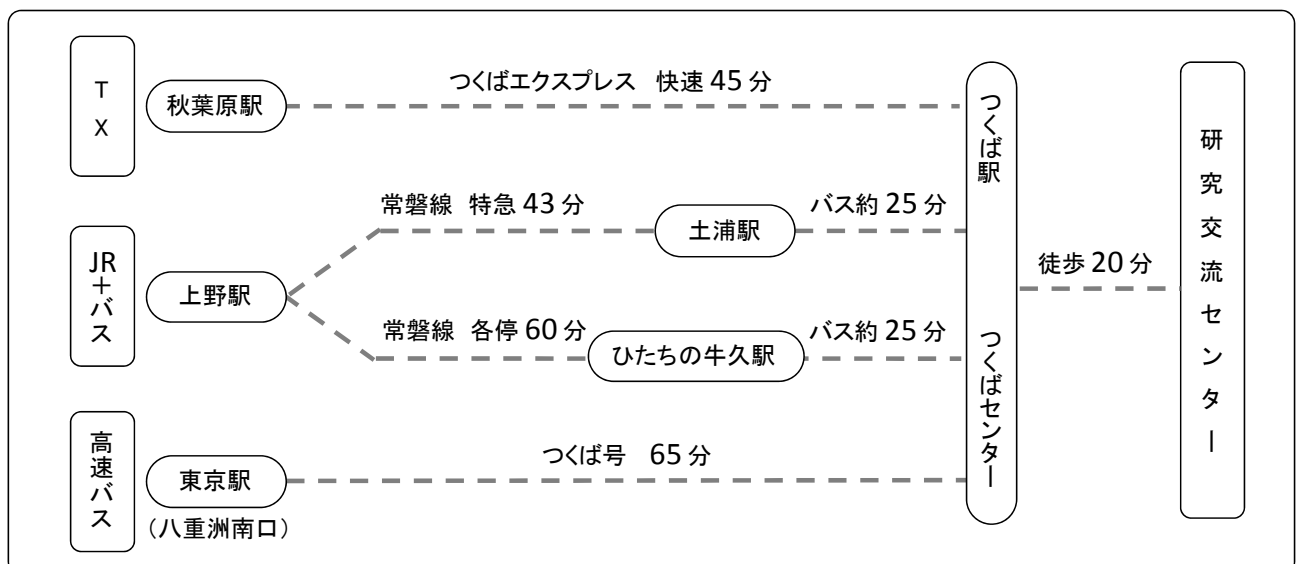 TX
秋葉原駅
つくばエクスプレス 快速 45 分
つくば駅
JR＋バス
上野駅
常磐線 特急 43 分
土浦駅
バス約 25 分
常磐線 各停 60 分
ひたちの牛久駅
バス約 25 分
つくばセンター
高速バス
東京駅
（八重洲南口）
つくば号 65 分
徒歩 20 分
研究交流センター